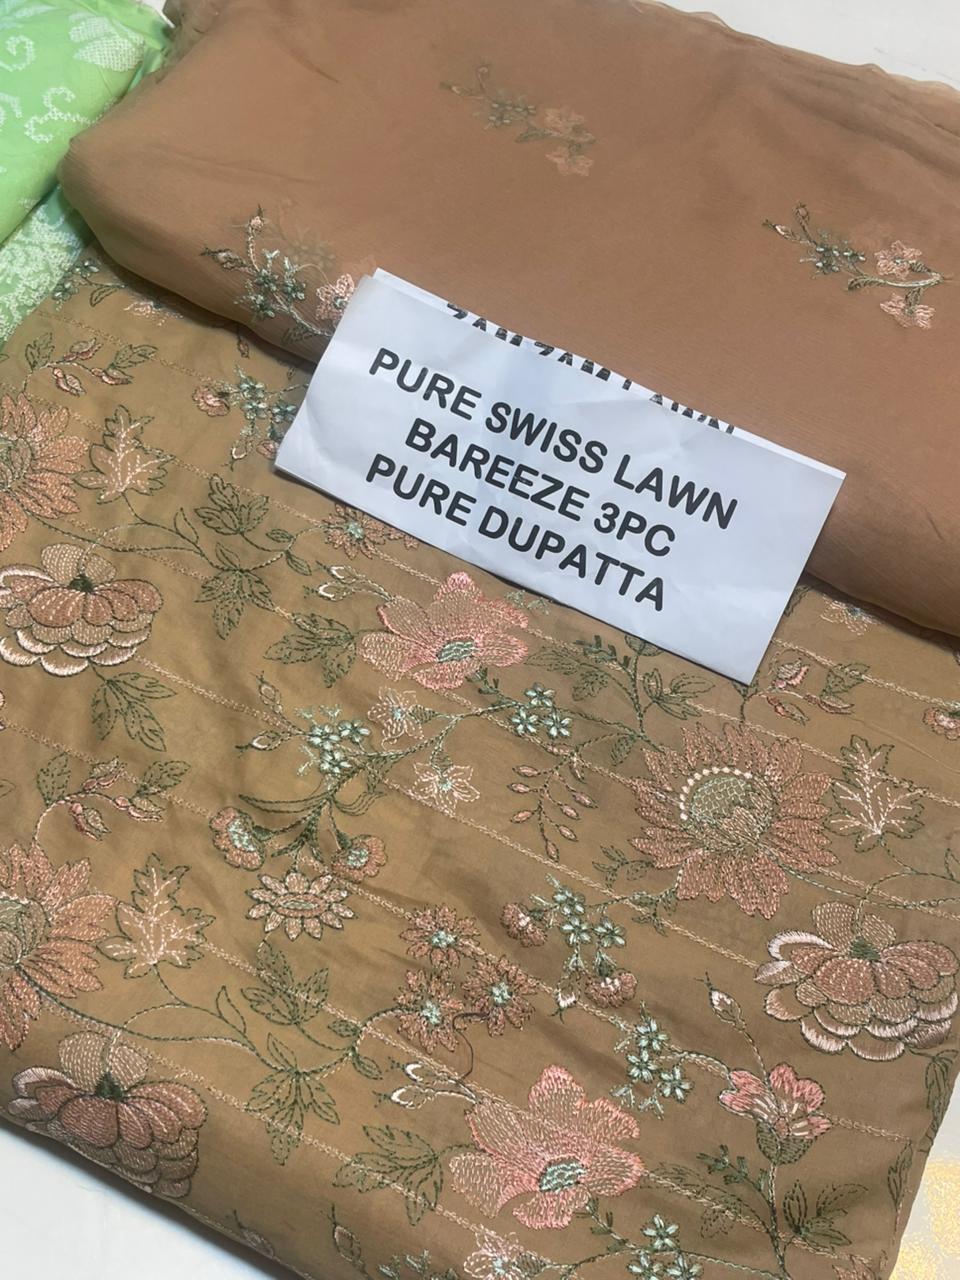 PURE SWISS LAWN
BAREEZE 3PC
PURE DUPATTA